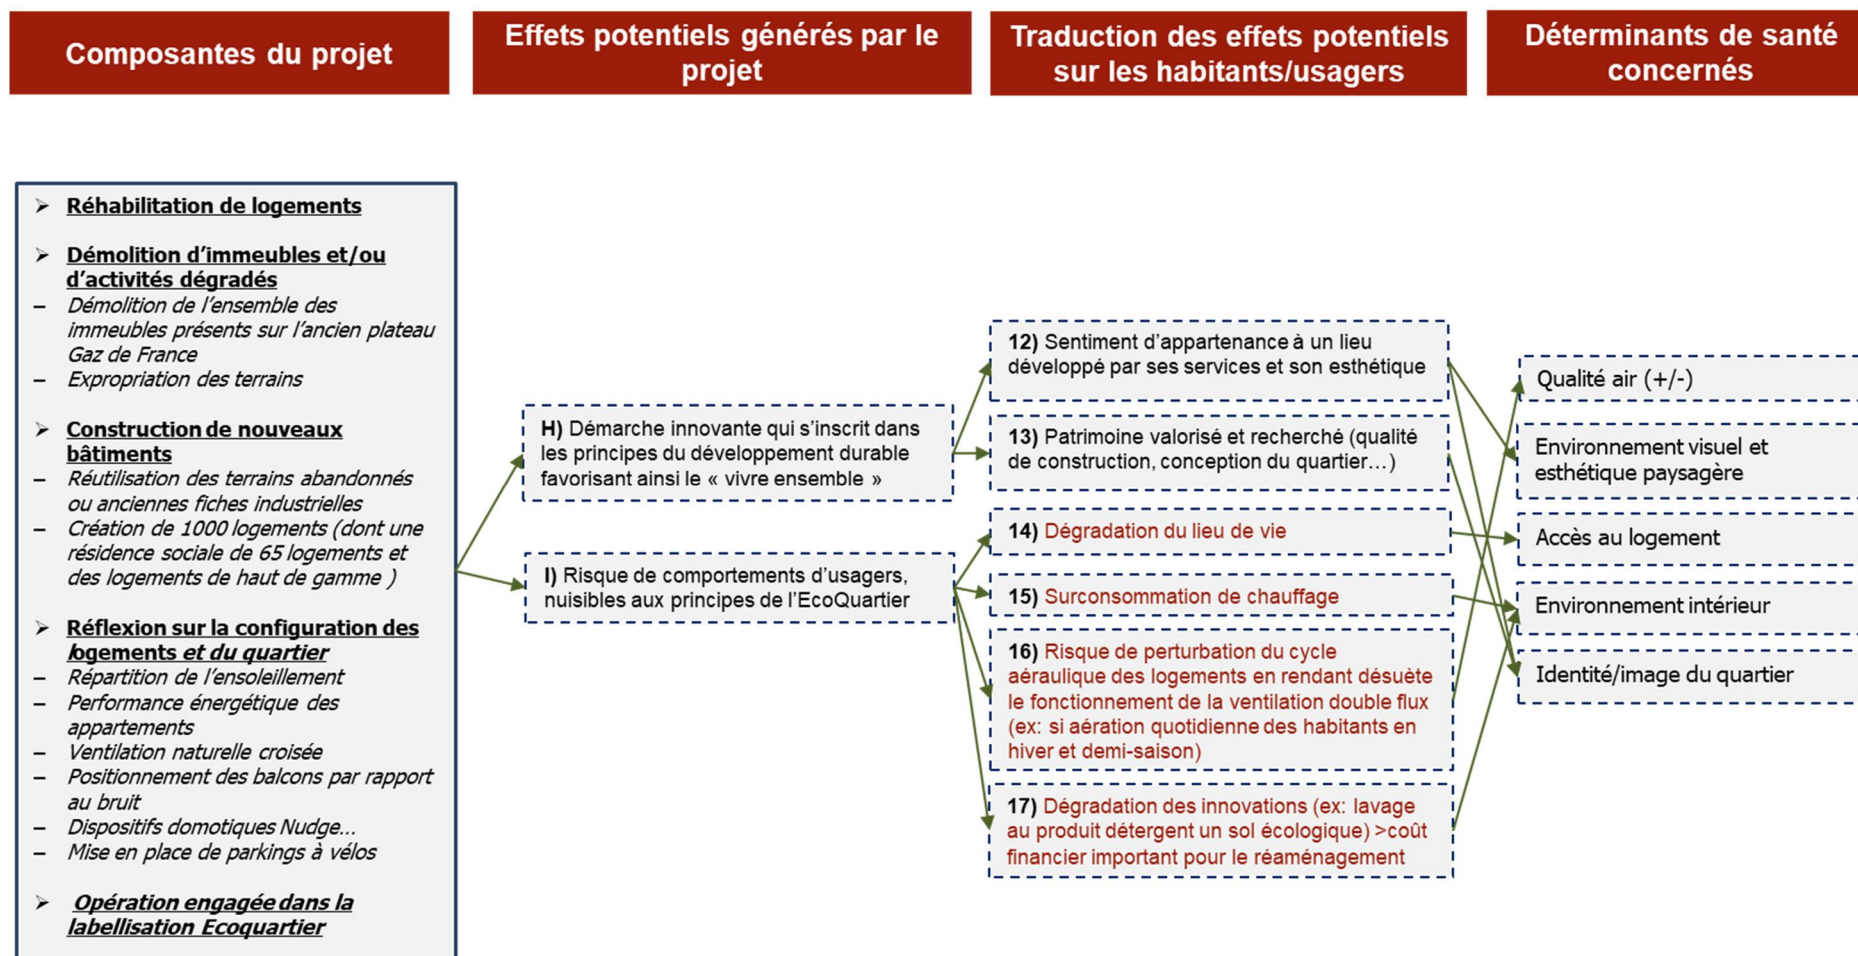 Composantes du projet
Effets potentiels générés par le
projet
Traduction des effets potentiels
sur les habitants/usagers
Déterminants de santé
concernés
➢ Réhabilitation de logements
➢ Démolition d’immeubles et/ou
d’activités dégradés
– Démolition de l’ensemble des
immeubles présents sur l’ancien plateau
Gaz de France
– Expropriation des terrains
➢ Construction de nouveaux
bâtiments
– Réutilisation des terrains abandonnés
ou anciennes fiches industrielles
– Création de 1000 logements (dont une
résidence sociale de 65 logements et
des logements de haut de gamme )
➢ Réflexion sur la configuration des
logements et du quartier
– Répartition de l’ensoleillement
– Performance énergétique des
appartements
– Ventilation naturelle croisée
– Positionnement des balcons par rapport
au bruit
– Dispositifs domotiques Nudge…
– Mise en place de parkings à vélos
➢ Opération engagée dans la
labellisation Ecoquartier
H) Démarche innovante qui s’inscrit dans
les principes du développement durable
favorisant ainsi le « vivre ensemble »
I) Risque de comportements d’usagers,
nuisibles aux principes de l’EcoQuartier
12) Sentiment d’appartenance à un lieu
développé par ses services et son esthétique
13) Patrimoine valorisé et recherché (qualité
de construction, conception du quartier…)
14) Dégradation du lieu de vie
15) Surconsommation de chauffage
16) Risque de perturbation du cycle
aéraulique des logements en rendant désuète
le fonctionnement de la ventilation double flux
(ex: si aération quotidienne des habitants en
hiver et demi-saison)
17) Dégradation des innovations (ex: lavage
au produit détergent un sol écologique) >coût
financier important pour le réaménagement
Qualité air (+/-)
Environnement visuel et
esthétique paysagère
Accès au logement
Environnement intérieur
Identité/image du quartier